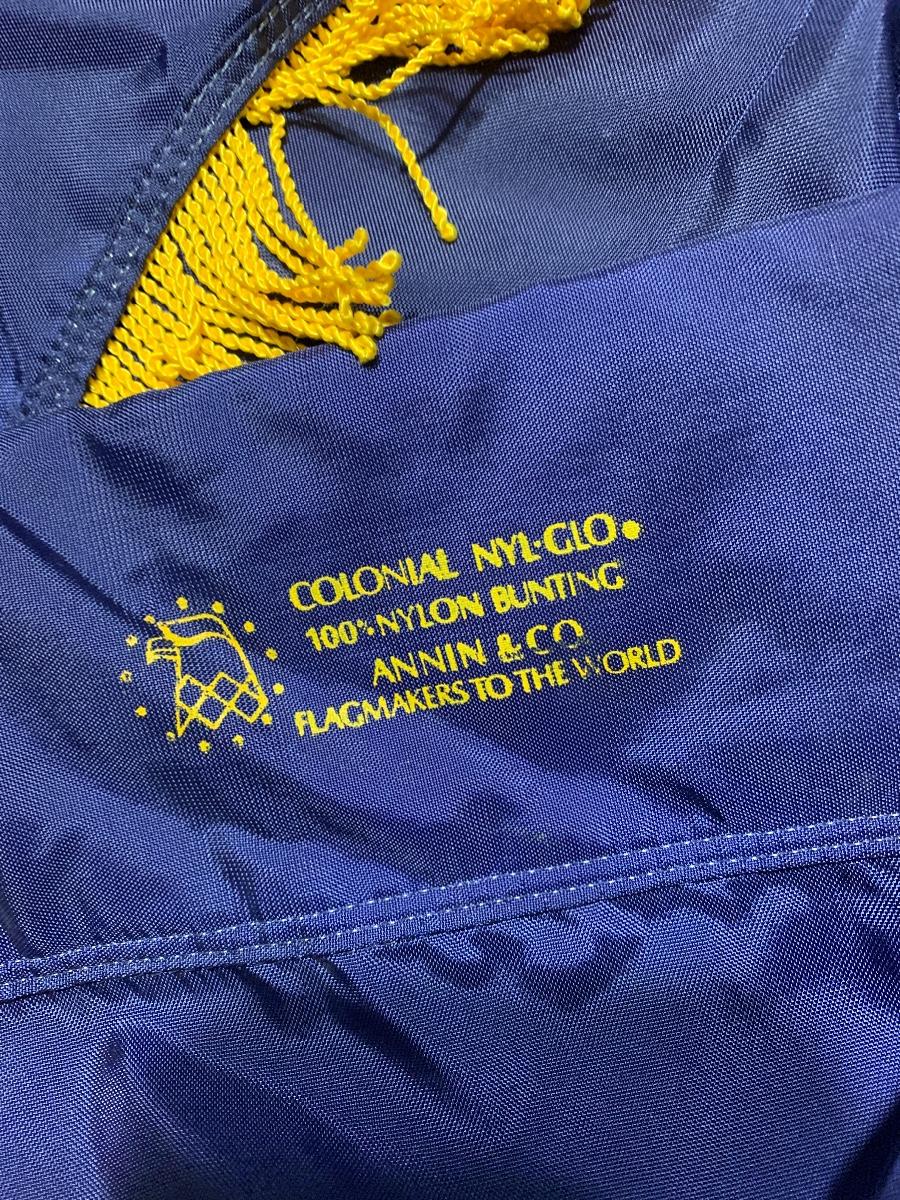 COLONIAL NYL-GLO®
100% NYLON BUNTING
ANNIN & CO.
FLAGMAKERS TO THE WORLD